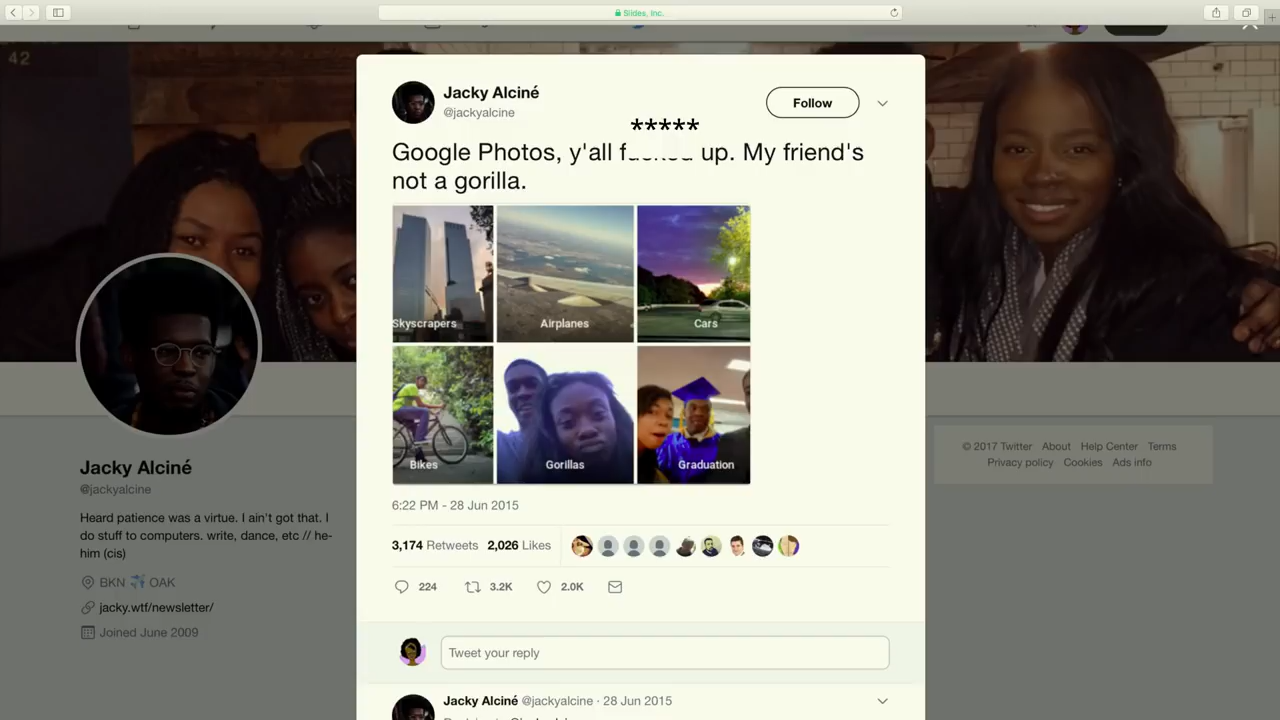 Slides, Inc.
42
Jacky Alciné
@jackyalcine
Follow
*****
Google Photos, y'all fucked up. My friend's
not a gorilla.
Skyscrapers
Airplanes
Cars
Bikes
Gorillas
Graduation
6:22 PM - 28 Jun 2015
3,174 Retweets 2,026 Likes
224 3.2K 2.0K
Tweet your reply
Jacky Alciné @jackyalcine · 28 Jun 2015
Jacky Alciné
@jackyalcine
Heard patience was a virtue. I ain't got that. I
do stuff to computers. write, dance, etc // he-
him (cis)
BKN ✈️ OAK
jacky.wtf/newsletter/
Joined June 2009
© 2017 Twitter About Help Center Terms
Privacy policy Cookies Ads info